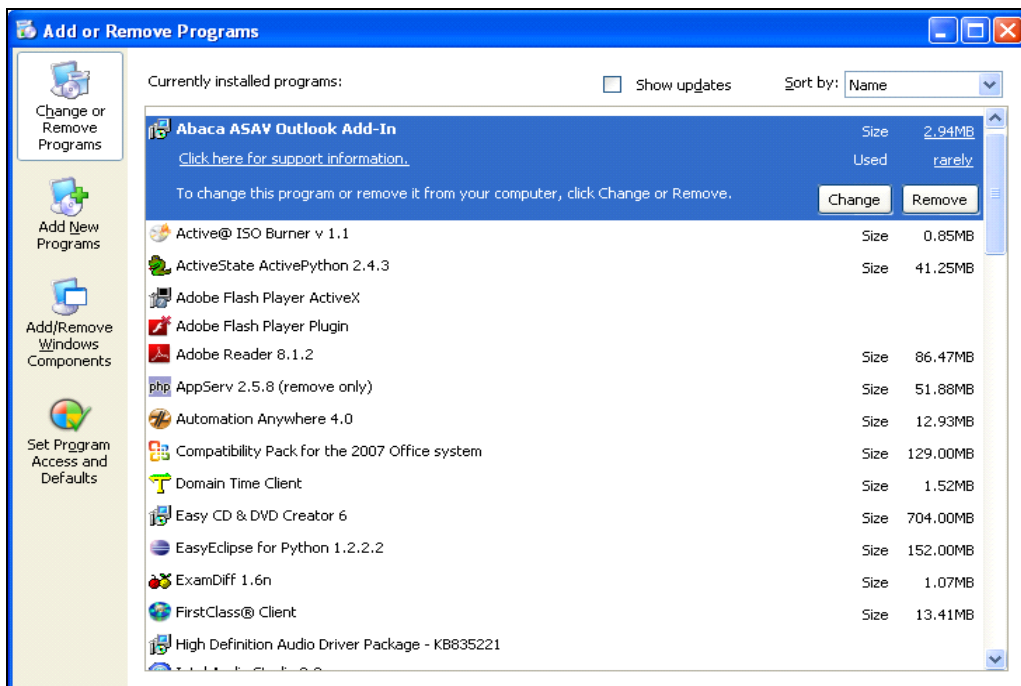 Add or Remove Programs
Change or
Remove
Programs
Add New
Programs
Add/Remove
Windows
Components
Set Program
Access and
Defaults
Currently installed programs:
Show updates
Sort by: Name
Abaca ASAV Outlook Add-In Size 2.94MB
Click here for support information. Used rarely
To change this program or remove it from your computer, click Change or Remove. Change Remove
Active@ ISO Burner v 1.1 Size 0.85MB
ActiveState ActivePython 2.4.3 Size 41.25MB
Adobe Flash Player ActiveX
Adobe Flash Player Plugin
Adobe Reader 8.1.2 Size 86.47MB
php AppServ 2.5.8 (remove only) Size 51.88MB
Automation Anywhere 4.0 Size 12.93MB
Compatibility Pack for the 2007 Office system Size 129.00MB
Domain Time Client Size 1.52MB
Easy CD & DVD Creator 6 Size 704.00MB
EasyEclipse for Python 1.2.2.2 Size 152.00MB
ExamDiff 1.6n Size 1.07MB
FirstClass® Client Size 13.41MB
High Definition Audio Driver Package - KB835221